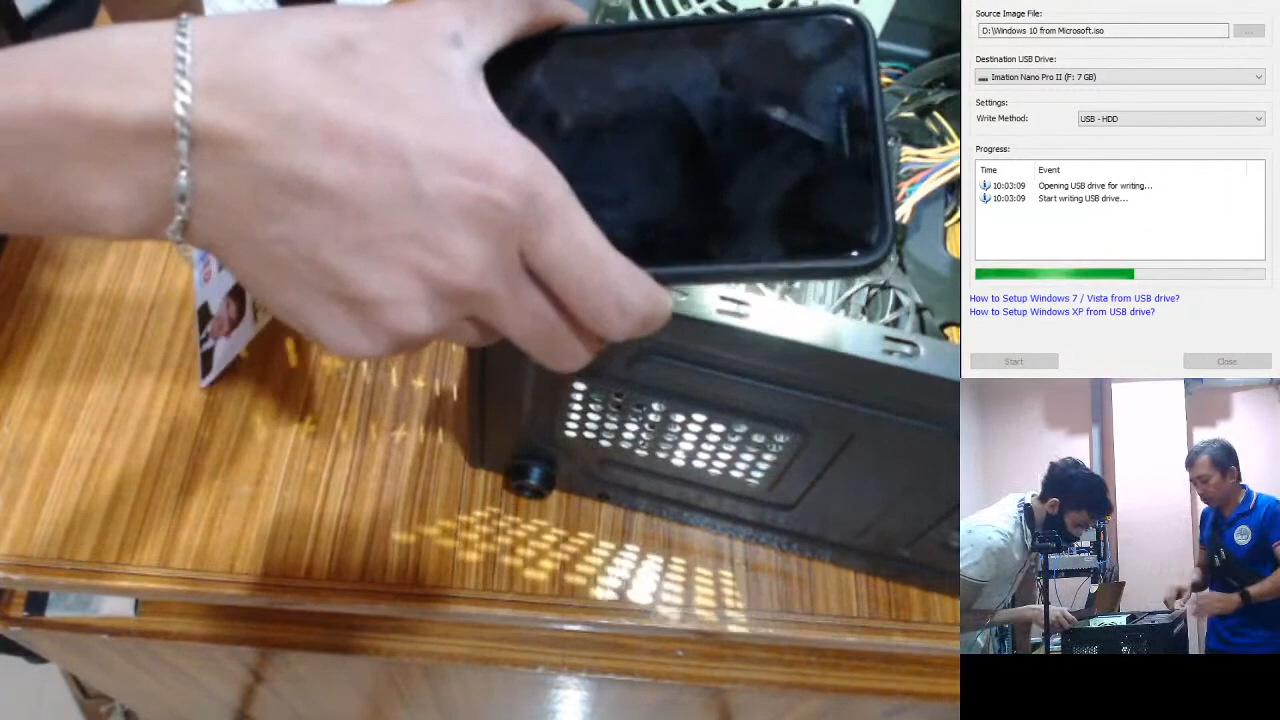 Source Image File:
D:\Windows 10 from Microsoft.iso
...
Destination USB Drive:
Imation Nano Pro II (F: 7 GB)
Settings:
Write Method:
USB - HDD
Progress:
Time Event
10:03:09 Opening USB drive for writing...
10:03:09 Start writing USB drive...
How to Setup Windows 7 / Vista from USB drive?
How to Setup Windows XP from USB drive?
Start Close